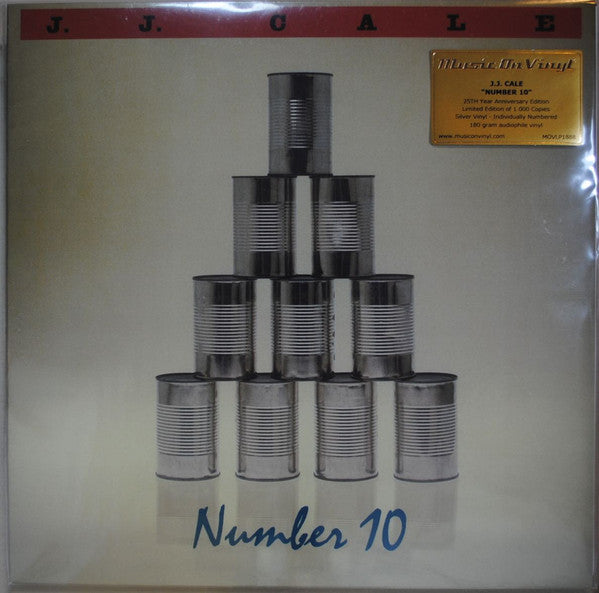 J. J. CALE
Music On Vinyl
J.J. CALE
"NUMBER 10"
25TH Year Anniversary Edition
Limited Edition of 1.000 Copies
Silver Vinyl - Individually Numbered
180 gram audiophile vinyl
www.musiconvinyl.com MOVLP1888
Number 10